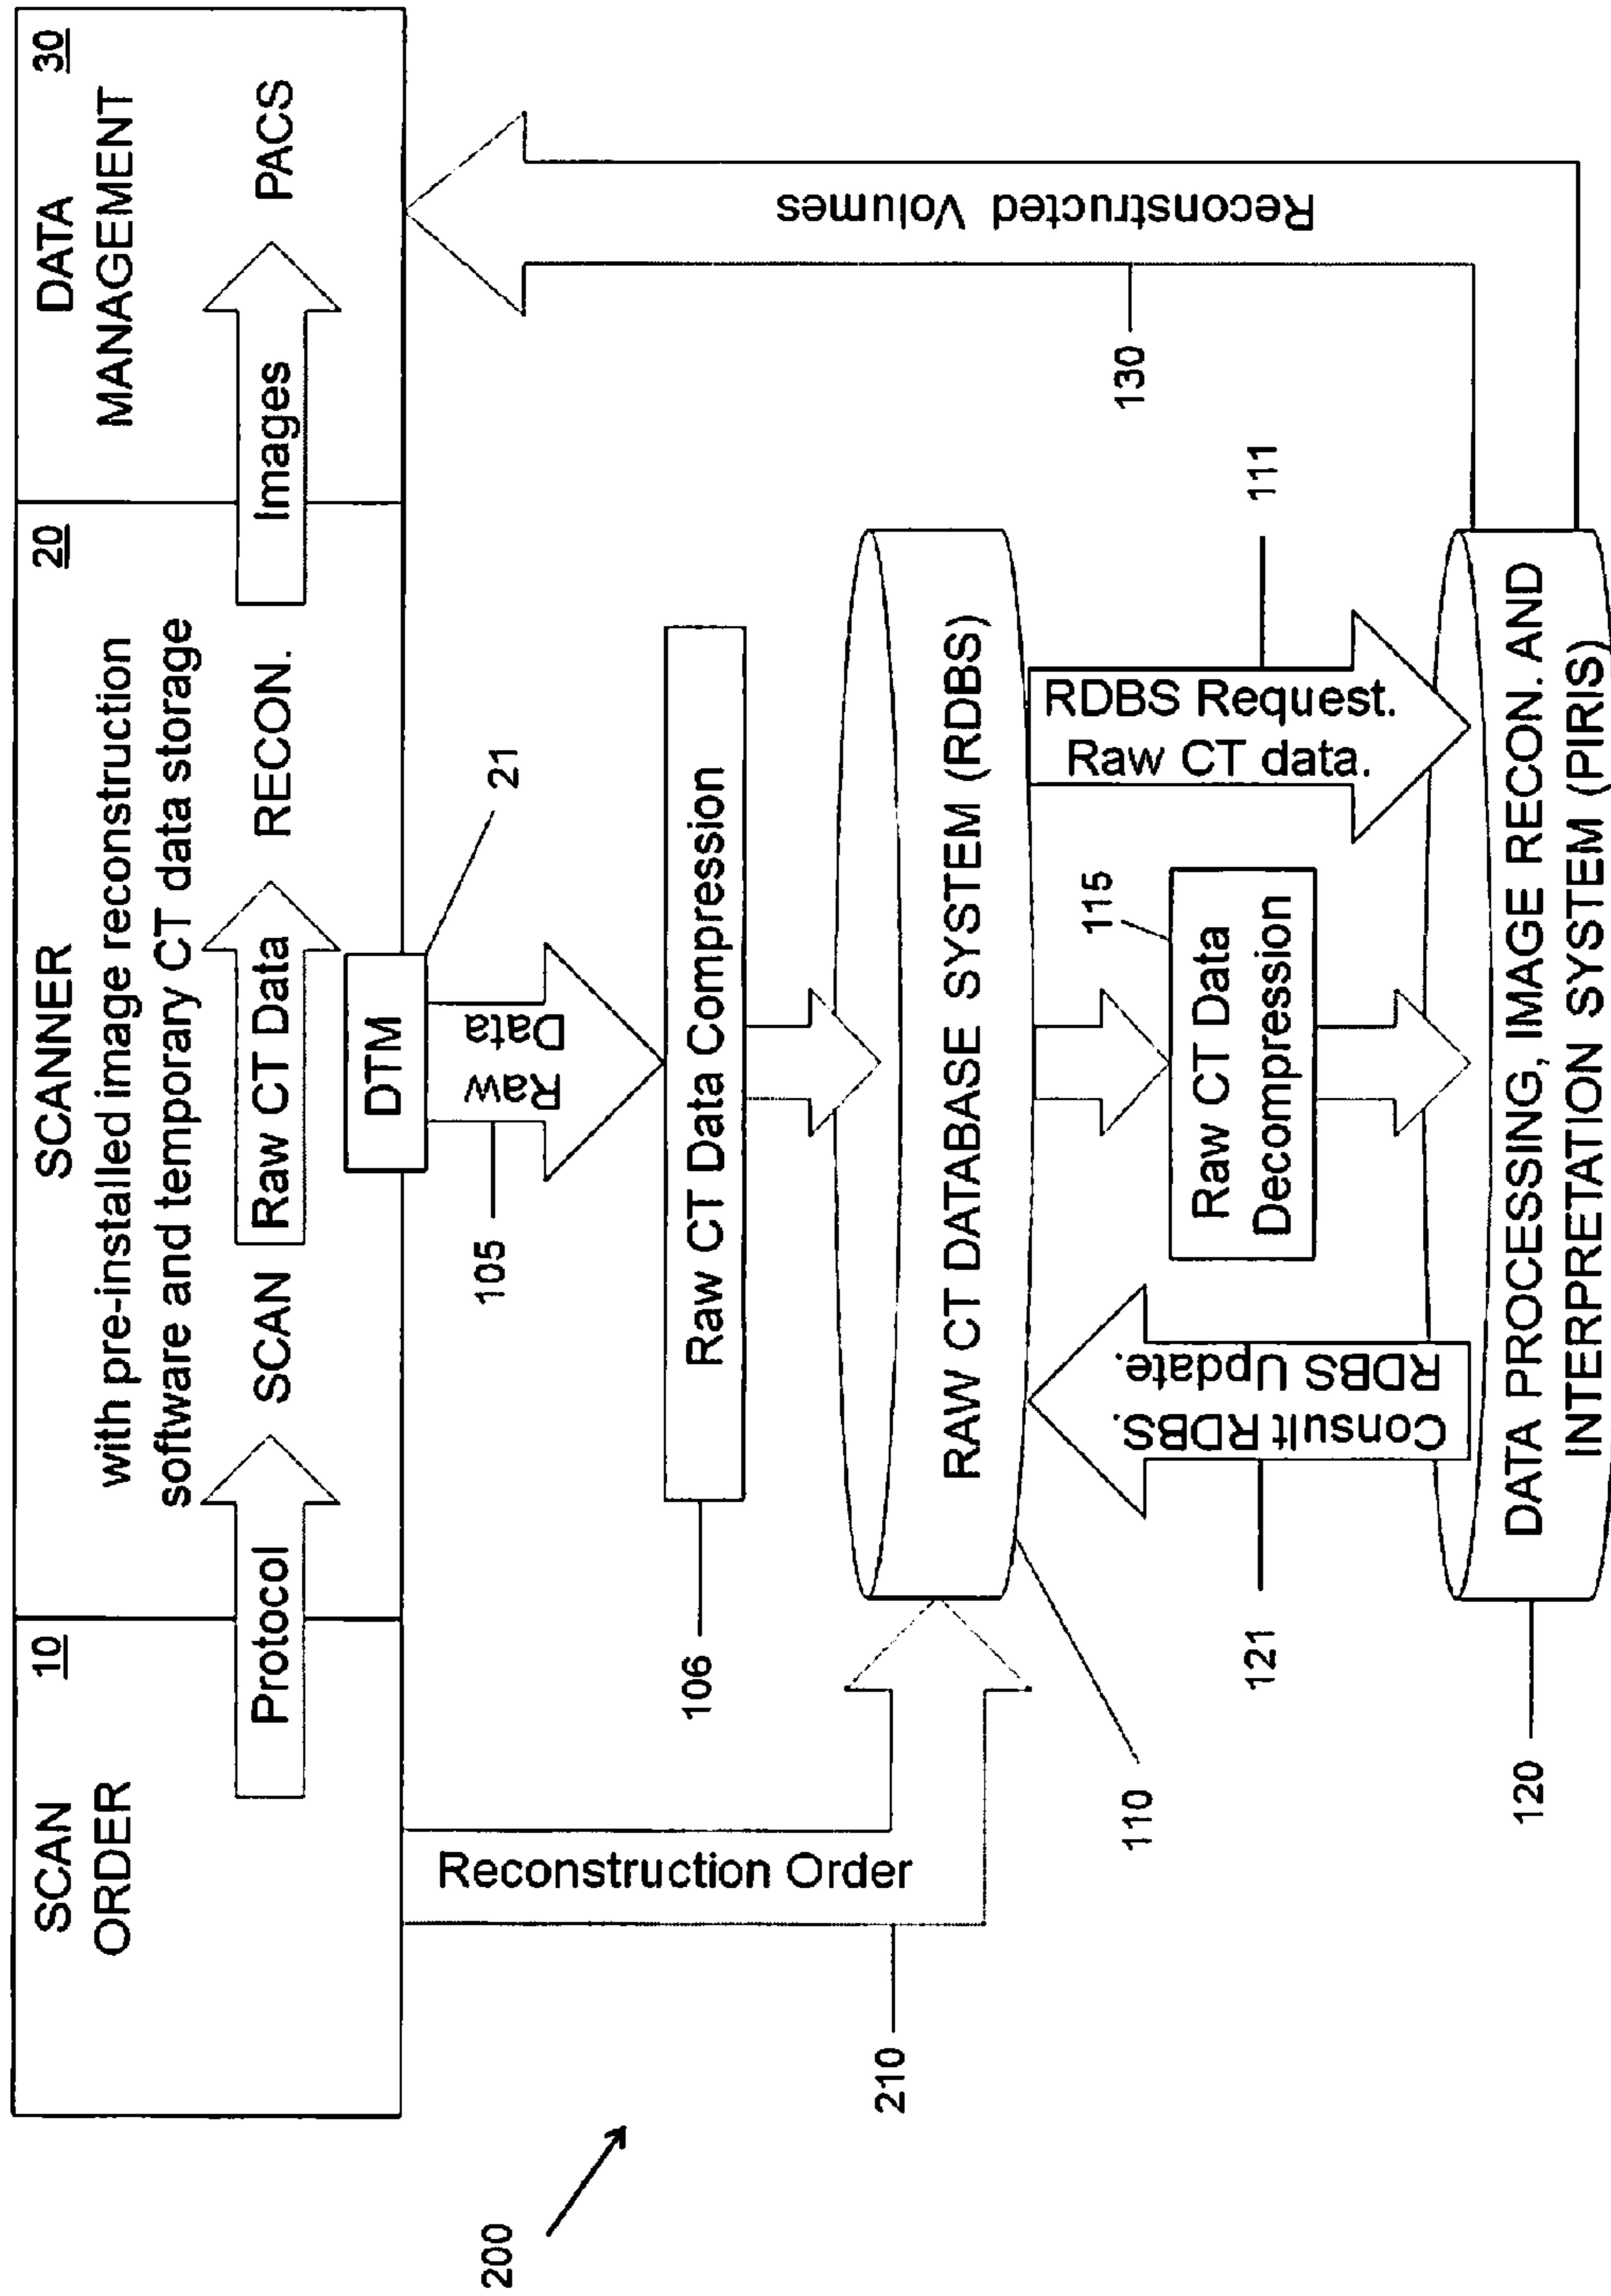 SCAN
ORDER
10
Protocol
SCANNER
20
with pre-installed image reconstruction
software and temporary CT data storage
SCAN
Raw CT Data
RECON.
Images
DATA
MANAGEMENT
30
PACS
DTM
21
Raw
Data
105
Raw CT Data Compression
106
Reconstruction Order
210
200
RAW CT DATABASE SYSTEM (RDBS)
110
Consult RDBS.
RDBS Update.
121
Raw CT Data
Decompression
115
RDBS Request.
Raw CT data.
111
Reconstructed Volumes
130
DATA PROCESSING, IMAGE RECON. AND
INTERPRETATION SYSTEM (PIRIS)
120